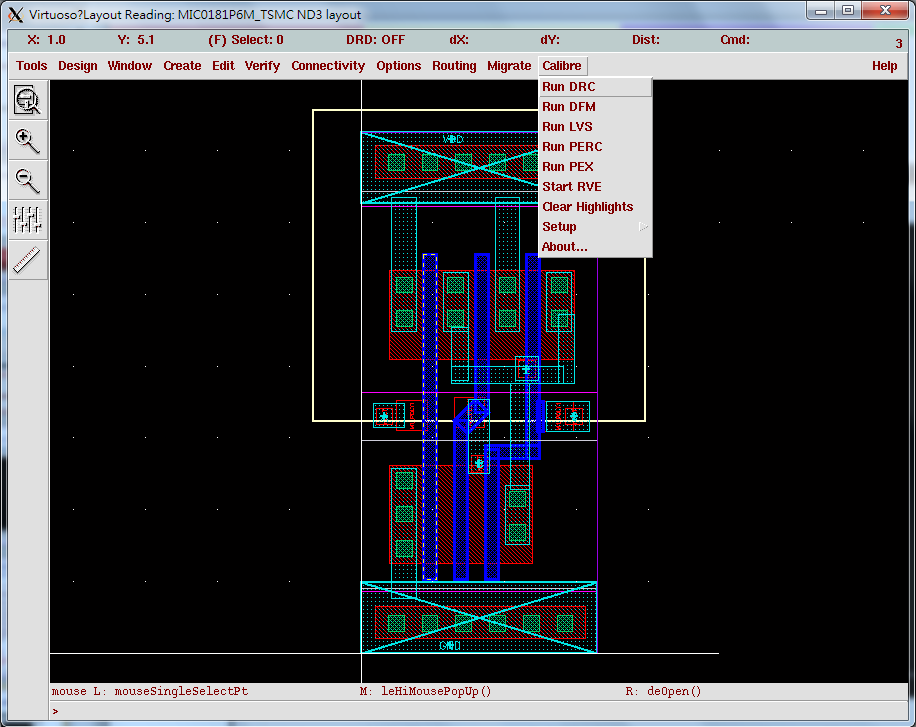 Virtuoso?Layout Reading: MIC0181P6M_TSMC ND3 layout
X: 1.0 Y: 5.1 (F) Select: 0 DRD: OFF dX: dY: Dist: Cmd: 3
Tools Design Window Create Edit Verify Connectivity Options Routing Migrate Calibre Help
Run DRC
Run DFM
Run LVS
Run PERC
Run PEX
Start RVE
Clear Highlights
Setup
About...
VDD
GND
mouse L: mouseSingleSelectPt M: leHiMousePopUp() R: deOpen()
>